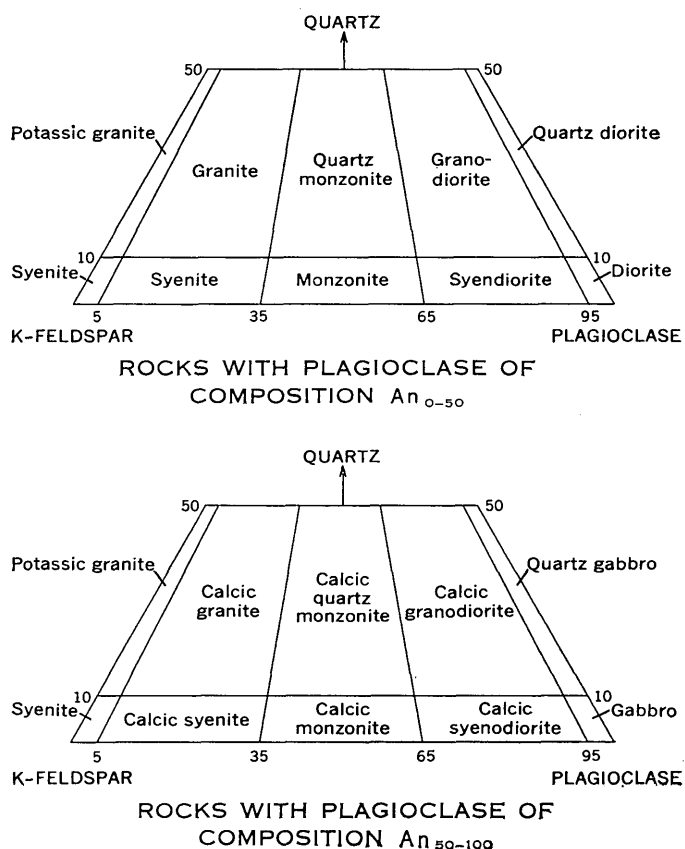 QUARTZ
50 50
Potassic granite
Quartz diorite
Granite
Quartz
monzonite
Grano-
diorite
10 10
Syenite
Syenite
Monzonite
Syendiorite
Diorite
5 35 65 95
K-FELDSPAR PLAGIOCLASE
ROCKS WITH PLAGIOCLASE OF
COMPOSITION An0-50
QUARTZ
50 50
Potassic granite
Quartz gabbro
Calcic
granite
Calcic
quartz
monzonite
Calcic
granodiorite
10 10
Syenite
Calcic syenite
Calcic
monzonite
Calcic
syenodiorite
Gabbro
5 35 65 95
K-FELDSPAR PLAGIOCLASE
ROCKS WITH PLAGIOCLASE OF
COMPOSITION An50-100